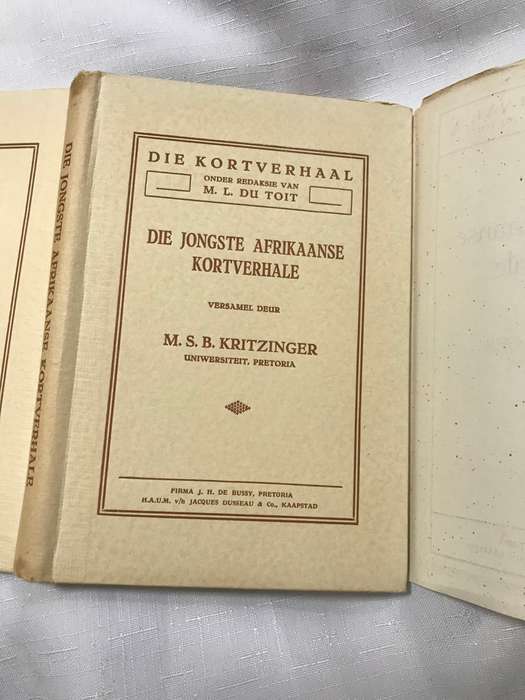 DIE KORTVERHAAL
ONDER REDAKSIE VAN
M. L. DU TOIT
DIE JONGSTE AFRIKAANSE
KORTVERHALE
VERSAMEL DEUR
M. S. B. KRITZINGER
UNIWERSITEIT, PRETORIA
FIRMA J. H. DE BUSSY, PRETORIA
H.A.U.M. v/h JACQUES DUSSEAU & Co., KAAPSTAD
DIE JONGSTE AFRIKAANSE KORTVERHALE